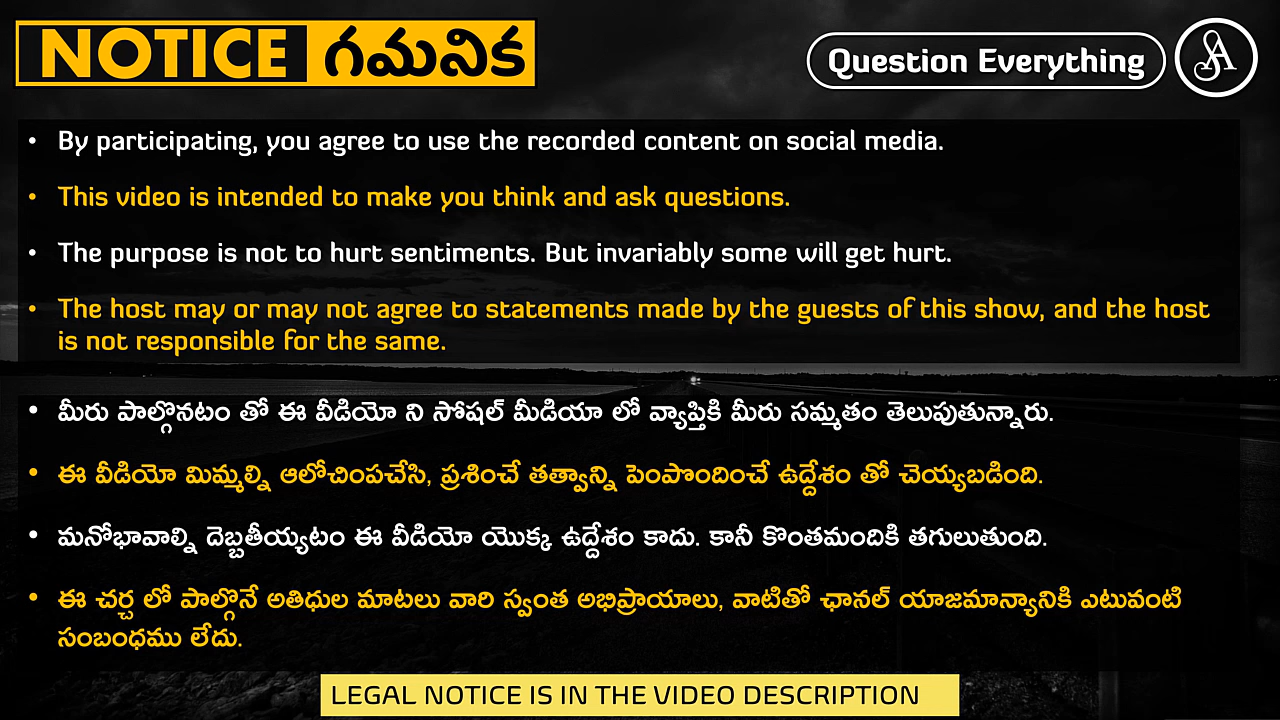 NOTICE గమనిక
Question Everything
• By participating, you agree to use the recorded content on social media.
• This video is intended to make you think and ask questions.
• The purpose is not to hurt sentiments. But invariably some will get hurt.
• The host may or may not agree to statements made by the guests of this show, and the host
is not responsible for the same.
• మీరు పాల్గొనటం తో ఈ వీడియో ని సోషల్ మీడియా లో వ్యాప్తికి మీరు సమ్మతం తెలుపుతున్నారు.
• ఈ వీడియో మిమ్మల్ని ఆలోచింపచేసి, ప్రశించే తత్వాన్ని పెంపొందించే ఉద్దేశం తో చెయ్యబడింది.
• మనోభావాల్ని దెబ్బతీయ్యటం ఈ వీడియో యొక్క ఉద్దేశం కాదు. కానీ కొంతమందికి తగులుతుంది.
• ఈ చర్చ లో పాల్గొనే అతిధుల మాటలు వారి స్వంత అభిప్రాయాలు, వాటితో ఛానల్ యాజమాన్యానికి ఎటువంటి
సంబంధము లేదు.
LEGAL NOTICE IS IN THE VIDEO DESCRIPTION